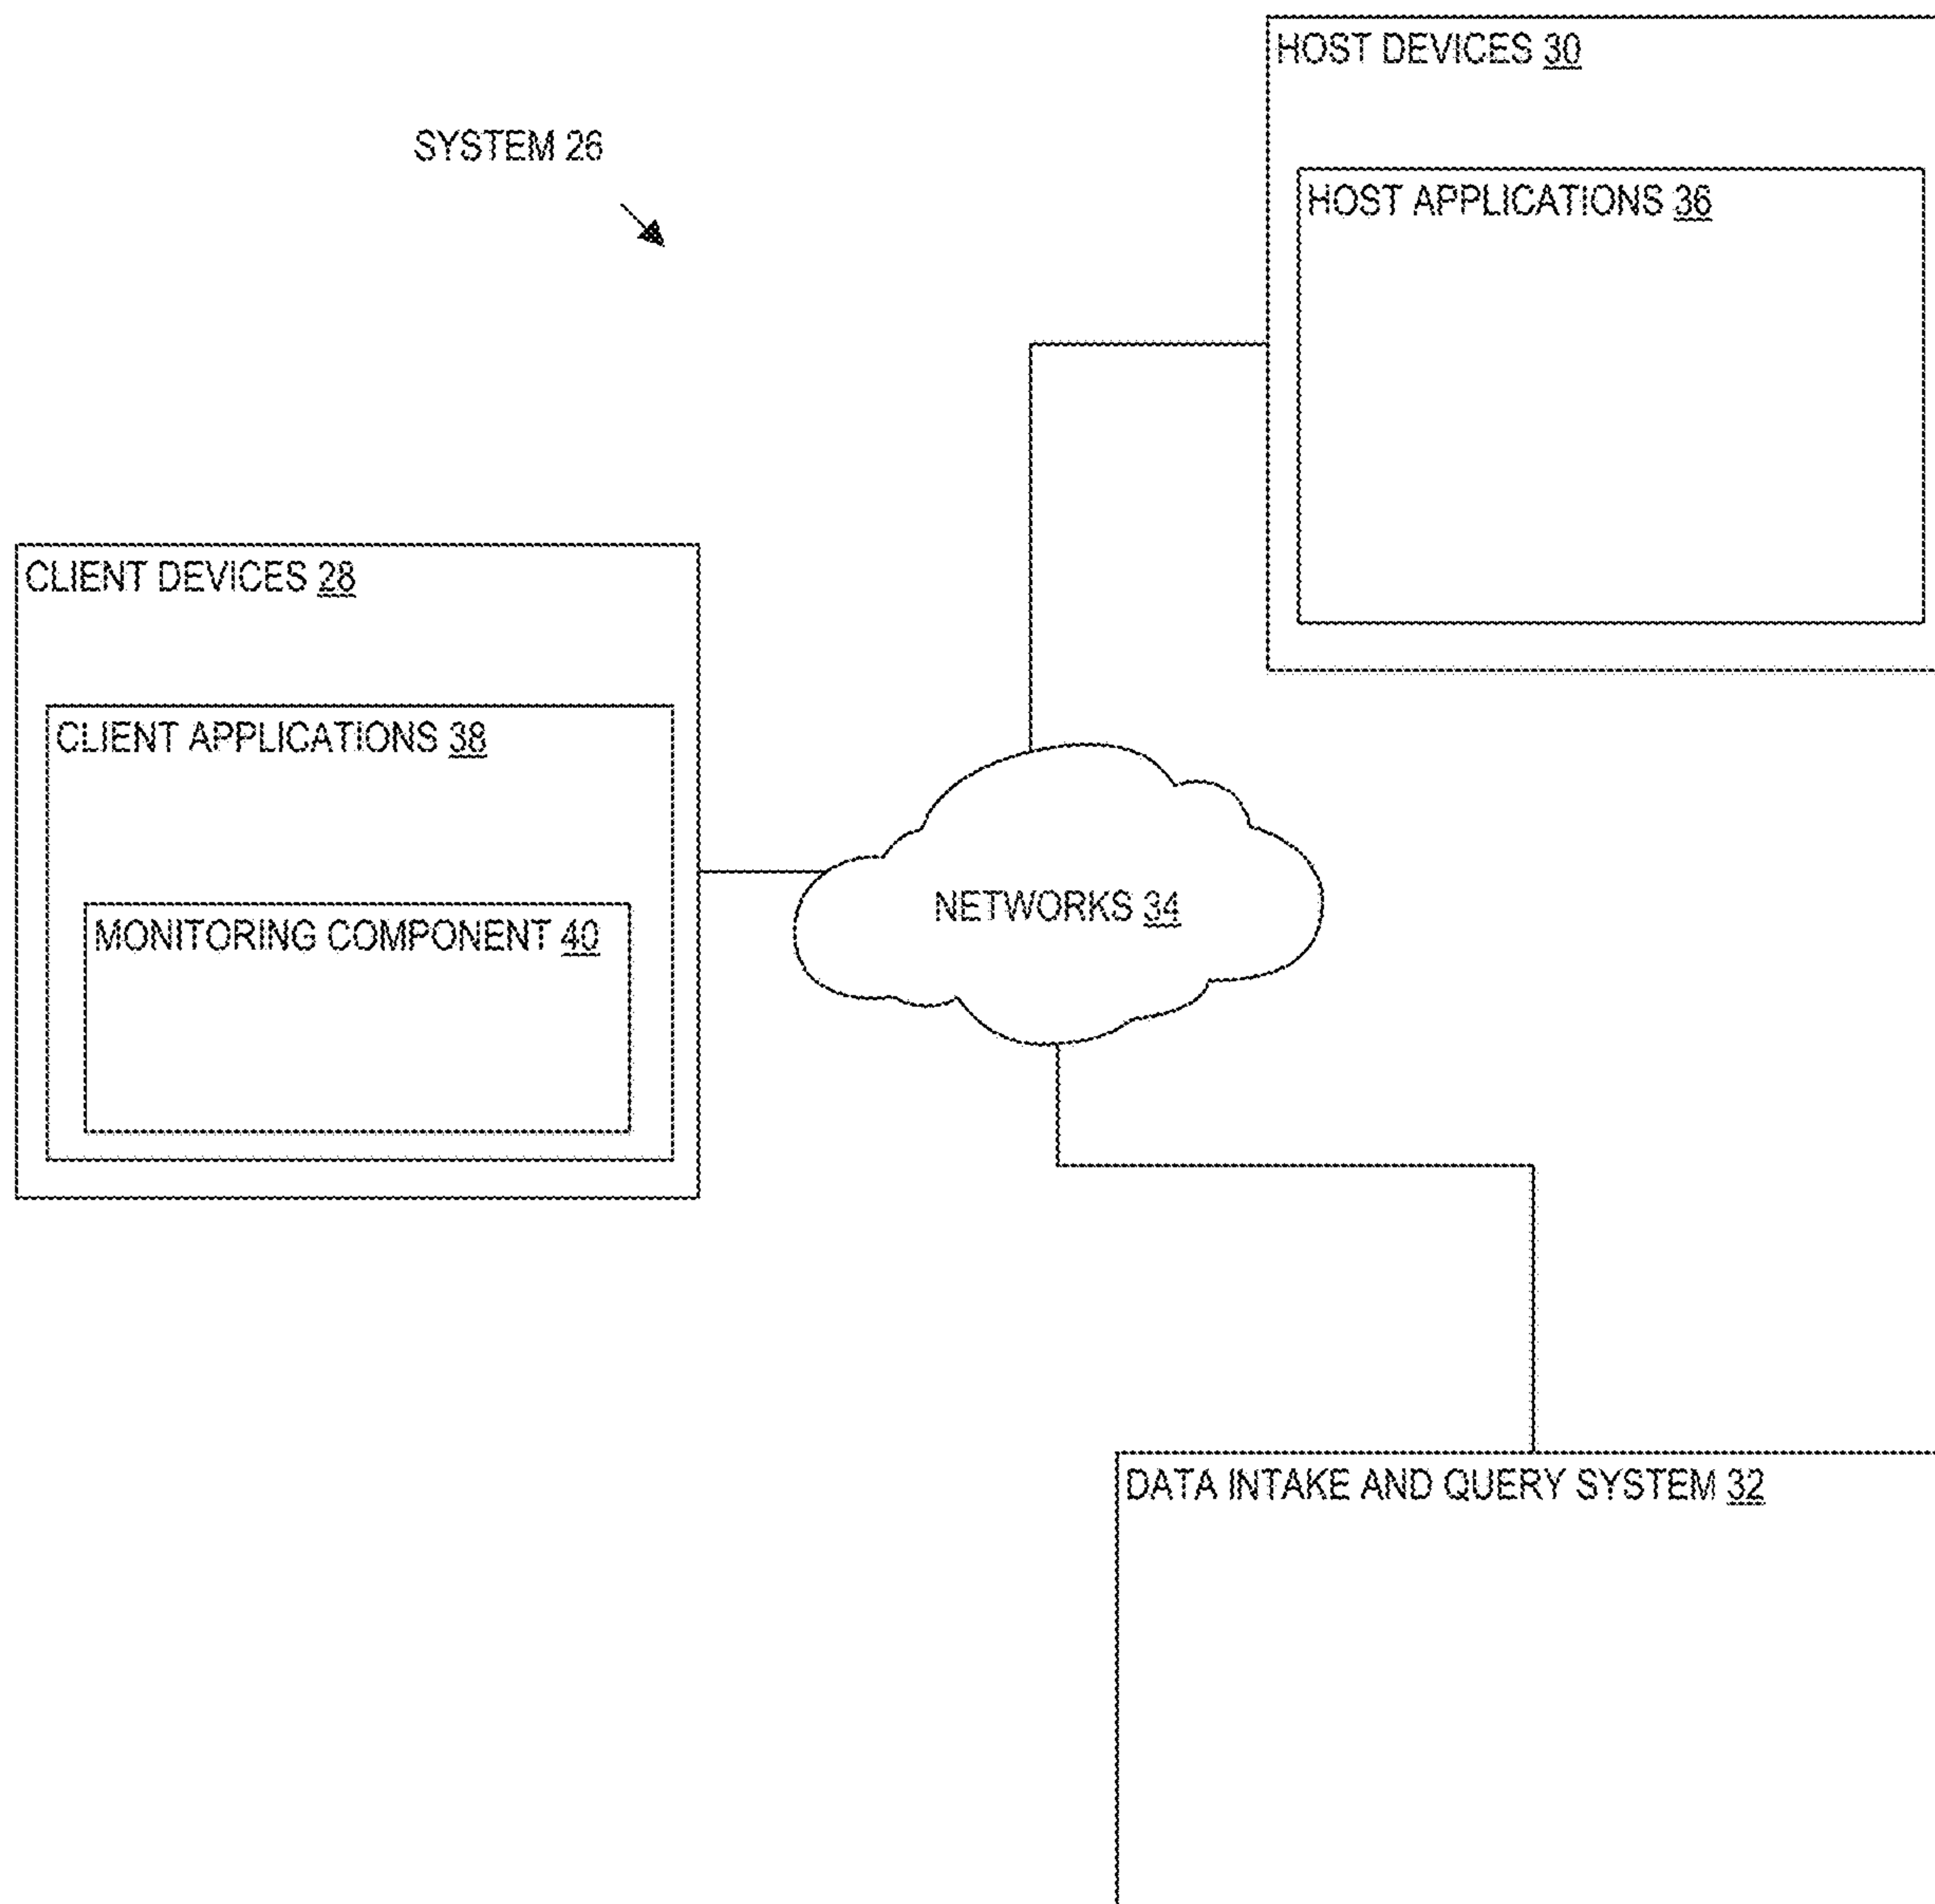 HOST DEVICES 30
SYSTEM 26
HOST APPLICATIONS 36
CLIENT DEVICES 28
CLIENT APPLICATIONS 38
NETWORKS 34
MONITORING COMPONENT 40
DATA INTAKE AND QUERY SYSTEM 32